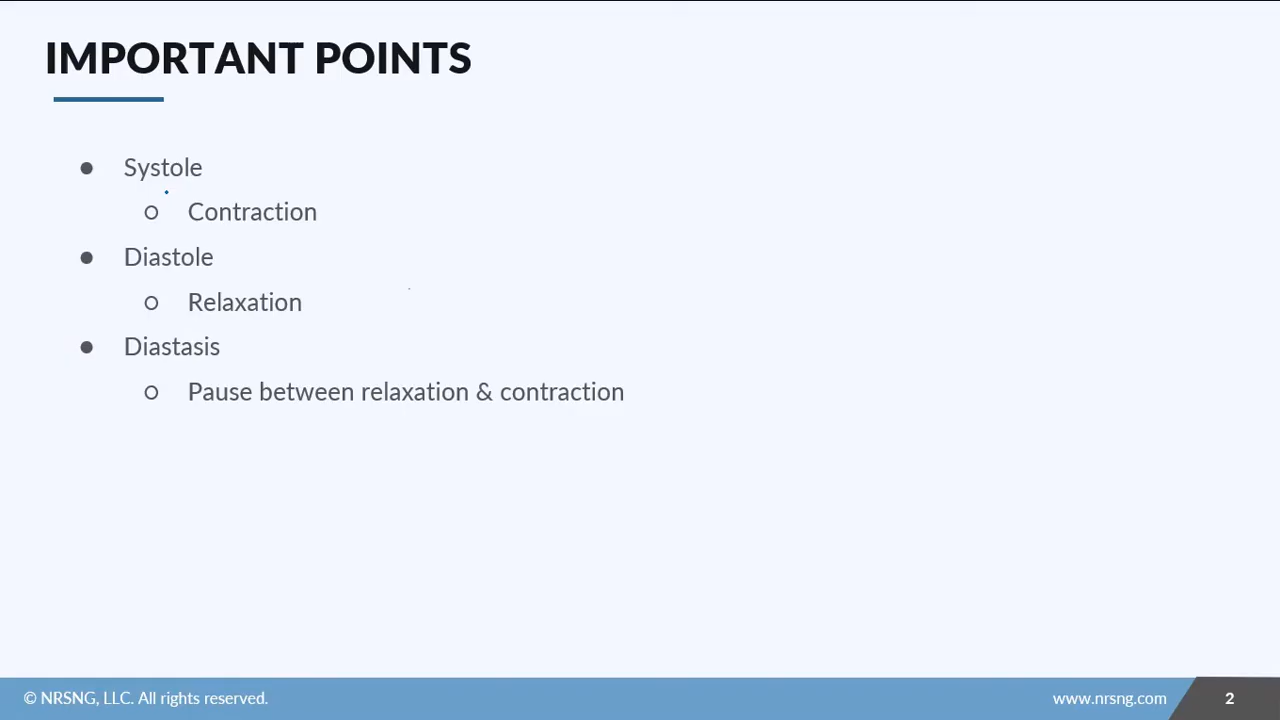 IMPORTANT POINTS
● Systole
○ Contraction
● Diastole
○ Relaxation
● Diastasis
○ Pause between relaxation & contraction
© NRSNG, LLC. All rights reserved.
www.nrsng.com
2